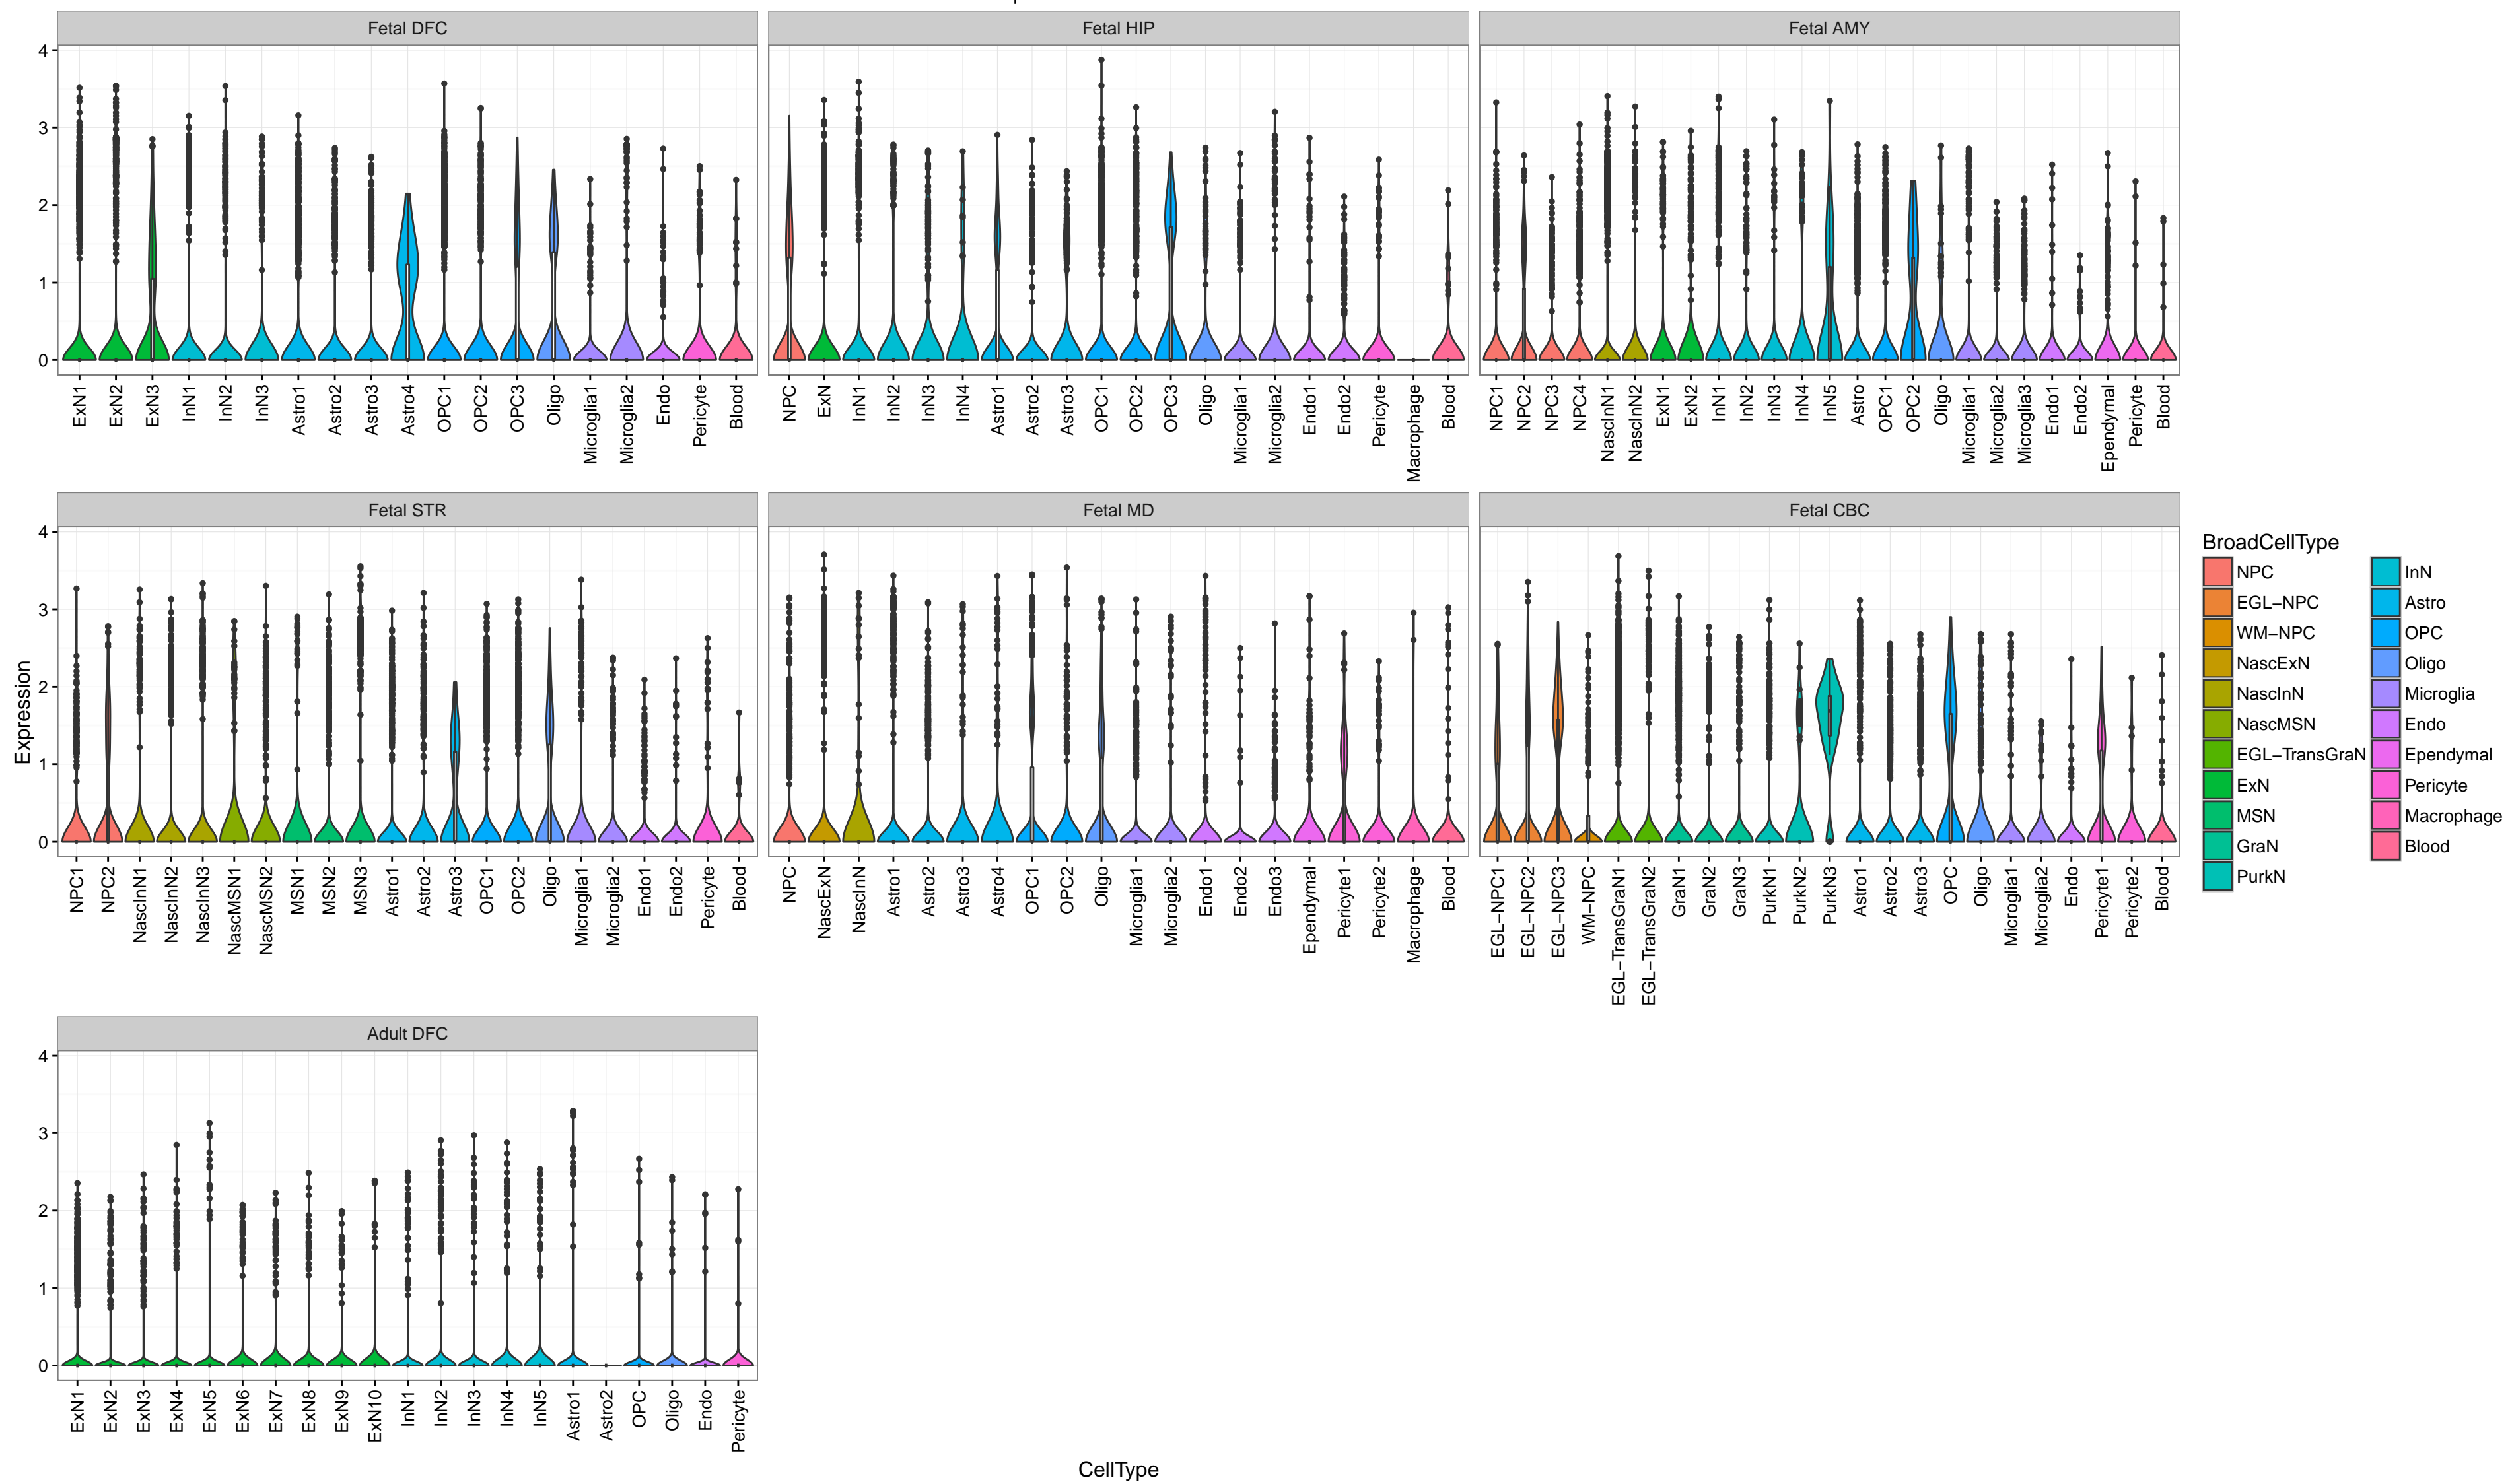 Fetal DFC Fetal HIP Fetal AMY
4
3
2
1
0
ExN1 ExN2 ExN3 InN1 InN2 InN3 Astro1 Astro2 Astro3 Astro4 OPC1 OPC2 OPC3 Oligo Microglia1 Microglia2 Endo Pericyte Blood
NPC ExN InN1 InN2 InN3 InN4 Astro1 Astro2 Astro3 OPC1 OPC2 OPC3 Oligo Microglia1 Microglia2 Endo1 Endo2 Pericyte Macrophage Blood
NPC1 NPC2 NPC3 NPC4 NascInN1 NascInN2 ExN1 ExN2 InN1 InN2 InN3 InN4 InN5 Astro OPC1 OPC2 Oligo Microglia1 Microglia2 Microglia3 Endo1 Endo2 Ependymal Pericyte Blood
Fetal STR Fetal MD Fetal CBC
4
3
2
1
0
NPC1 NPC2 NascInN1 NascInN2 NascInN3 NascMSN1 NascMSN2 MSN1 MSN2 MSN3 Astro1 Astro2 Astro3 OPC1 OPC2 Oligo Microglia1 Microglia2 Endo1 Endo2 Pericyte Blood
NPC NascExN NascInN Astro1 Astro2 Astro3 Astro4 OPC1 OPC2 Oligo Microglia1 Microglia2 Endo1 Endo2 Endo3 Ependymal Pericyte1 Pericyte2 Macrophage Blood
EGL−NPC1 EGL−NPC2 EGL−NPC3 WM−NPC EGL−TransGraN1 EGL−TransGraN2 GraN1 GraN2 GraN3 PurkN1 PurkN2 PurkN3 Astro1 Astro2 Astro3 OPC Oligo Microglia1 Microglia2 Endo Pericyte1 Pericyte2 Blood
Adult DFC
4
3
2
1
0
ExN1 ExN2 ExN3 ExN4 ExN5 ExN6 ExN7 ExN8 ExN9 ExN10 InN1 InN2 InN3 InN4 InN5 Astro1 Astro2 OPC Oligo Endo Pericyte
Expression
CellType
BroadCellType
NPC
EGL−NPC
WM−NPC
NascExN
NascInN
NascMSN
EGL−TransGraN
ExN
MSN
GraN
PurkN
InN
Astro
OPC
Oligo
Microglia
Endo
Ependymal
Pericyte
Macrophage
Blood